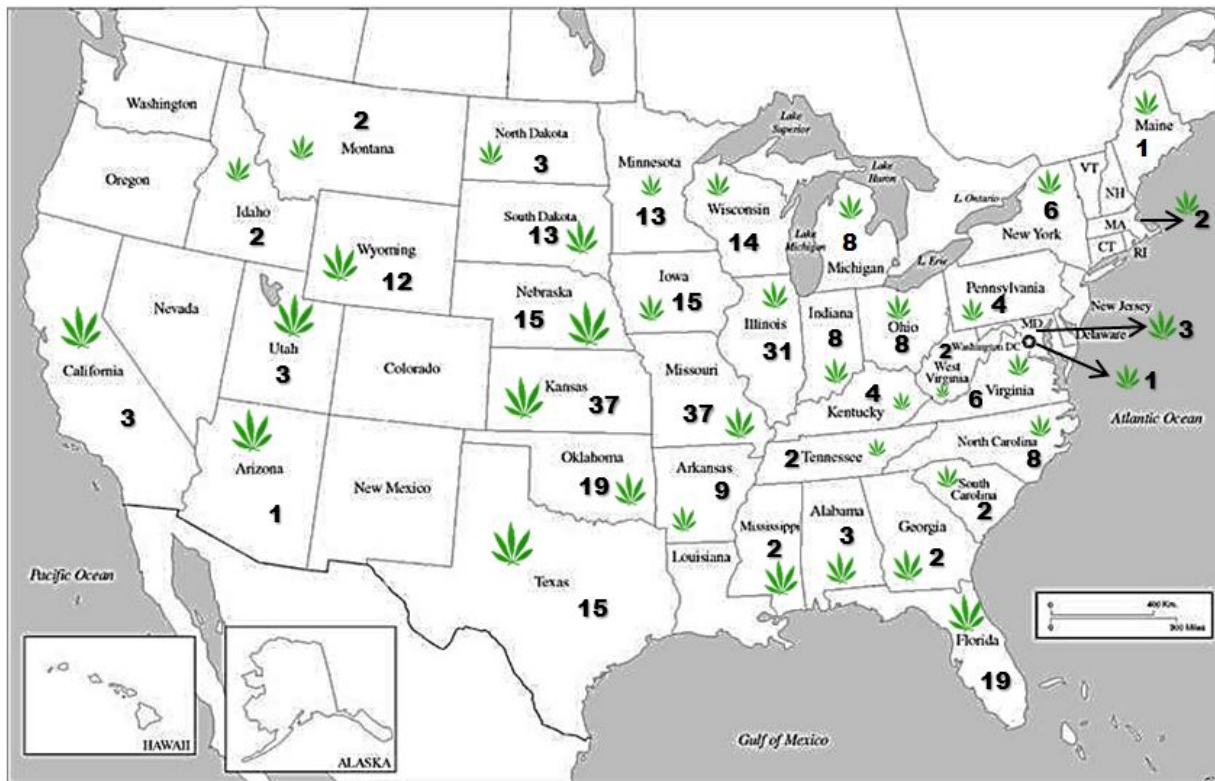 Washington
Oregon
California
3
Nevada
Idaho
2
2
Montana
Wyoming
12
Utah
3
Colorado
Arizona
1
New Mexico
North Dakota
3
South Dakota
13
Nebraska
15
Kansas
37
Oklahoma
19
Texas
15
Minnesota
13
Iowa
15
Missouri
37
Arkansas
9
Louisiana
Wisconsin
14
Illinois
31
Lake
Superior
Lake
Michigan
Lake
Huron
8
Michigan
Indiana
8
Ohio
8
4
Kentucky
2
Tennessee
Mississippi
2
Alabama
3
Georgia
2
Florida
19
South
Carolina
2
North Carolina
8
Virginia
6
2
West
Virginia
Washington DC
1
MD
3
Delaware
New Jersey
Pennsylvania
4
L. Erie
L. Ontario
6
New York
VT
NH
MA
2
CT
RI
Maine
1
Pacific Ocean
Atlantic Ocean
Gulf of Mexico
HAWAII
ALASKA
0
400 Km.
0
300 Miles